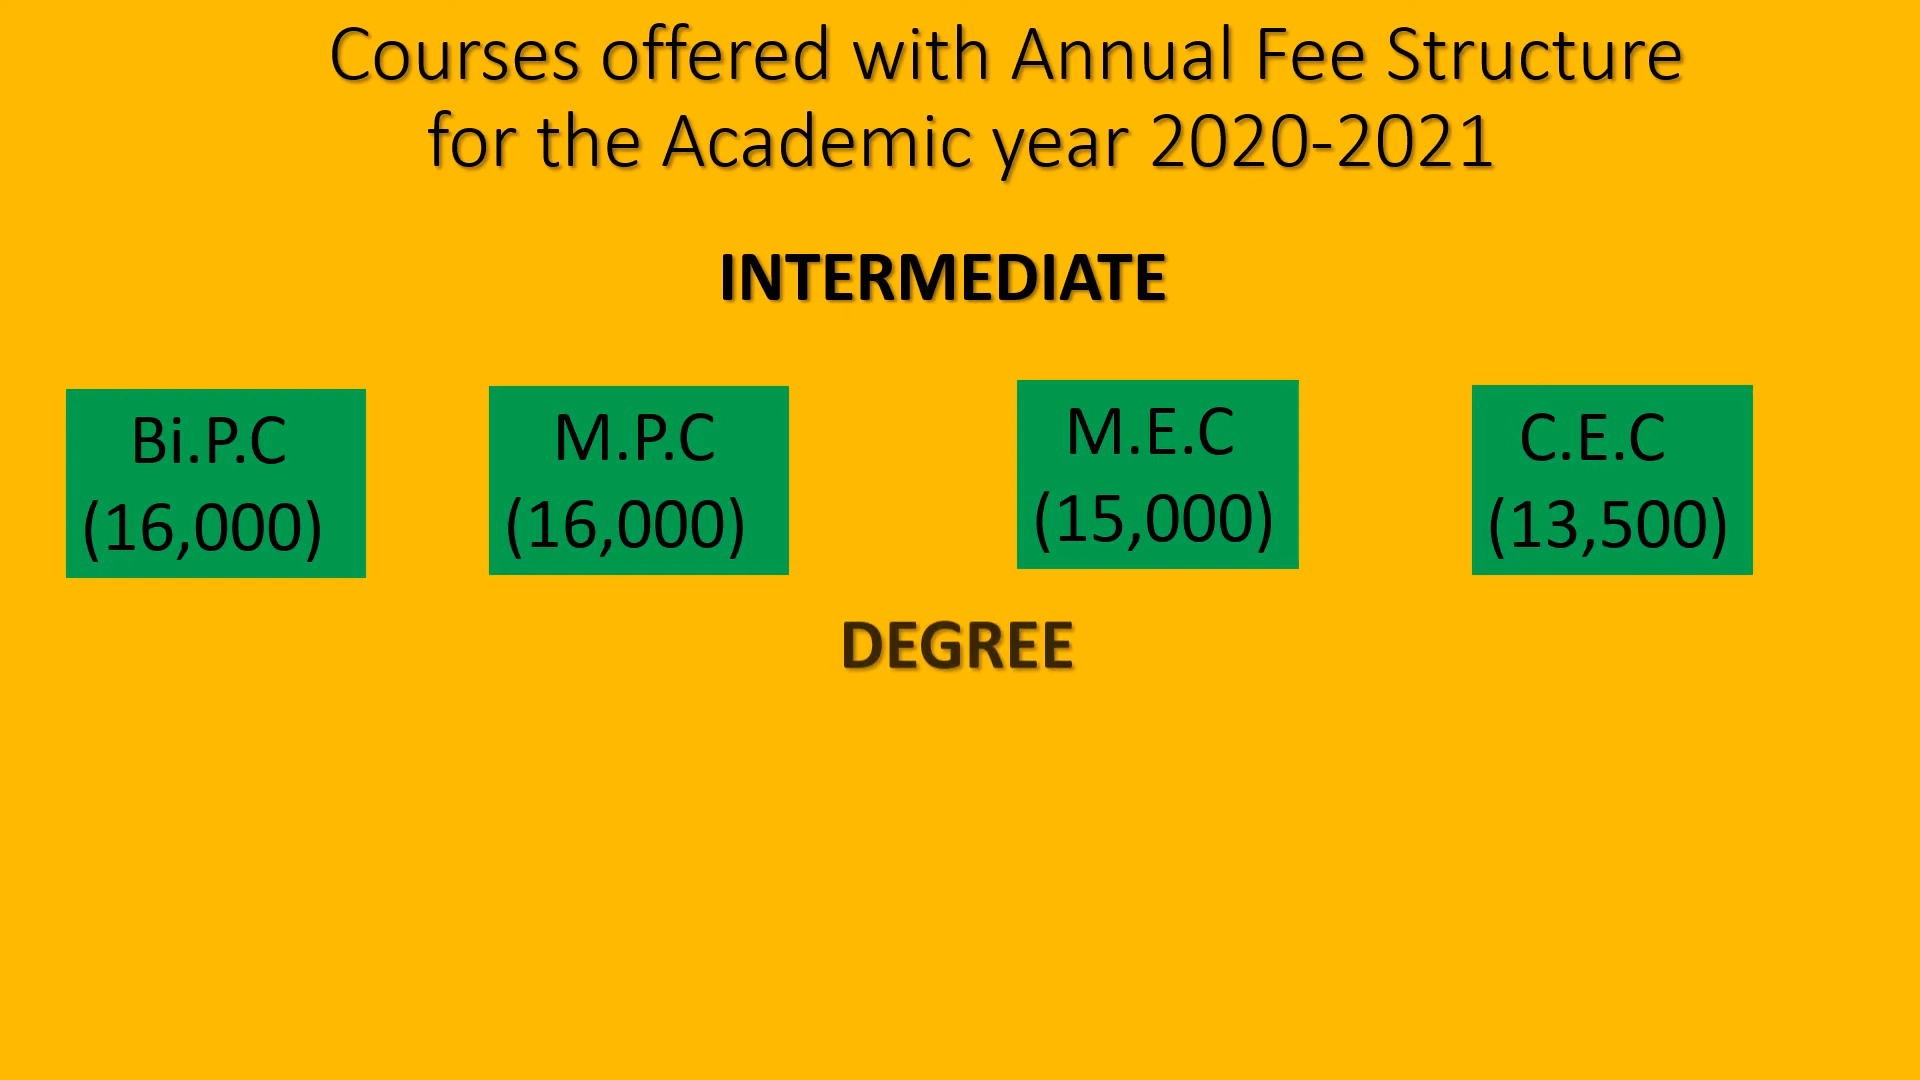 Courses offered with Annual Fee Structure
for the Academic year 2020-2021
INTERMEDIATE
Bi.P.C
(16,000)
M.P.C
(16,000)
M.E.C
(15,000)
C.E.C
(13,500)
DEGREE